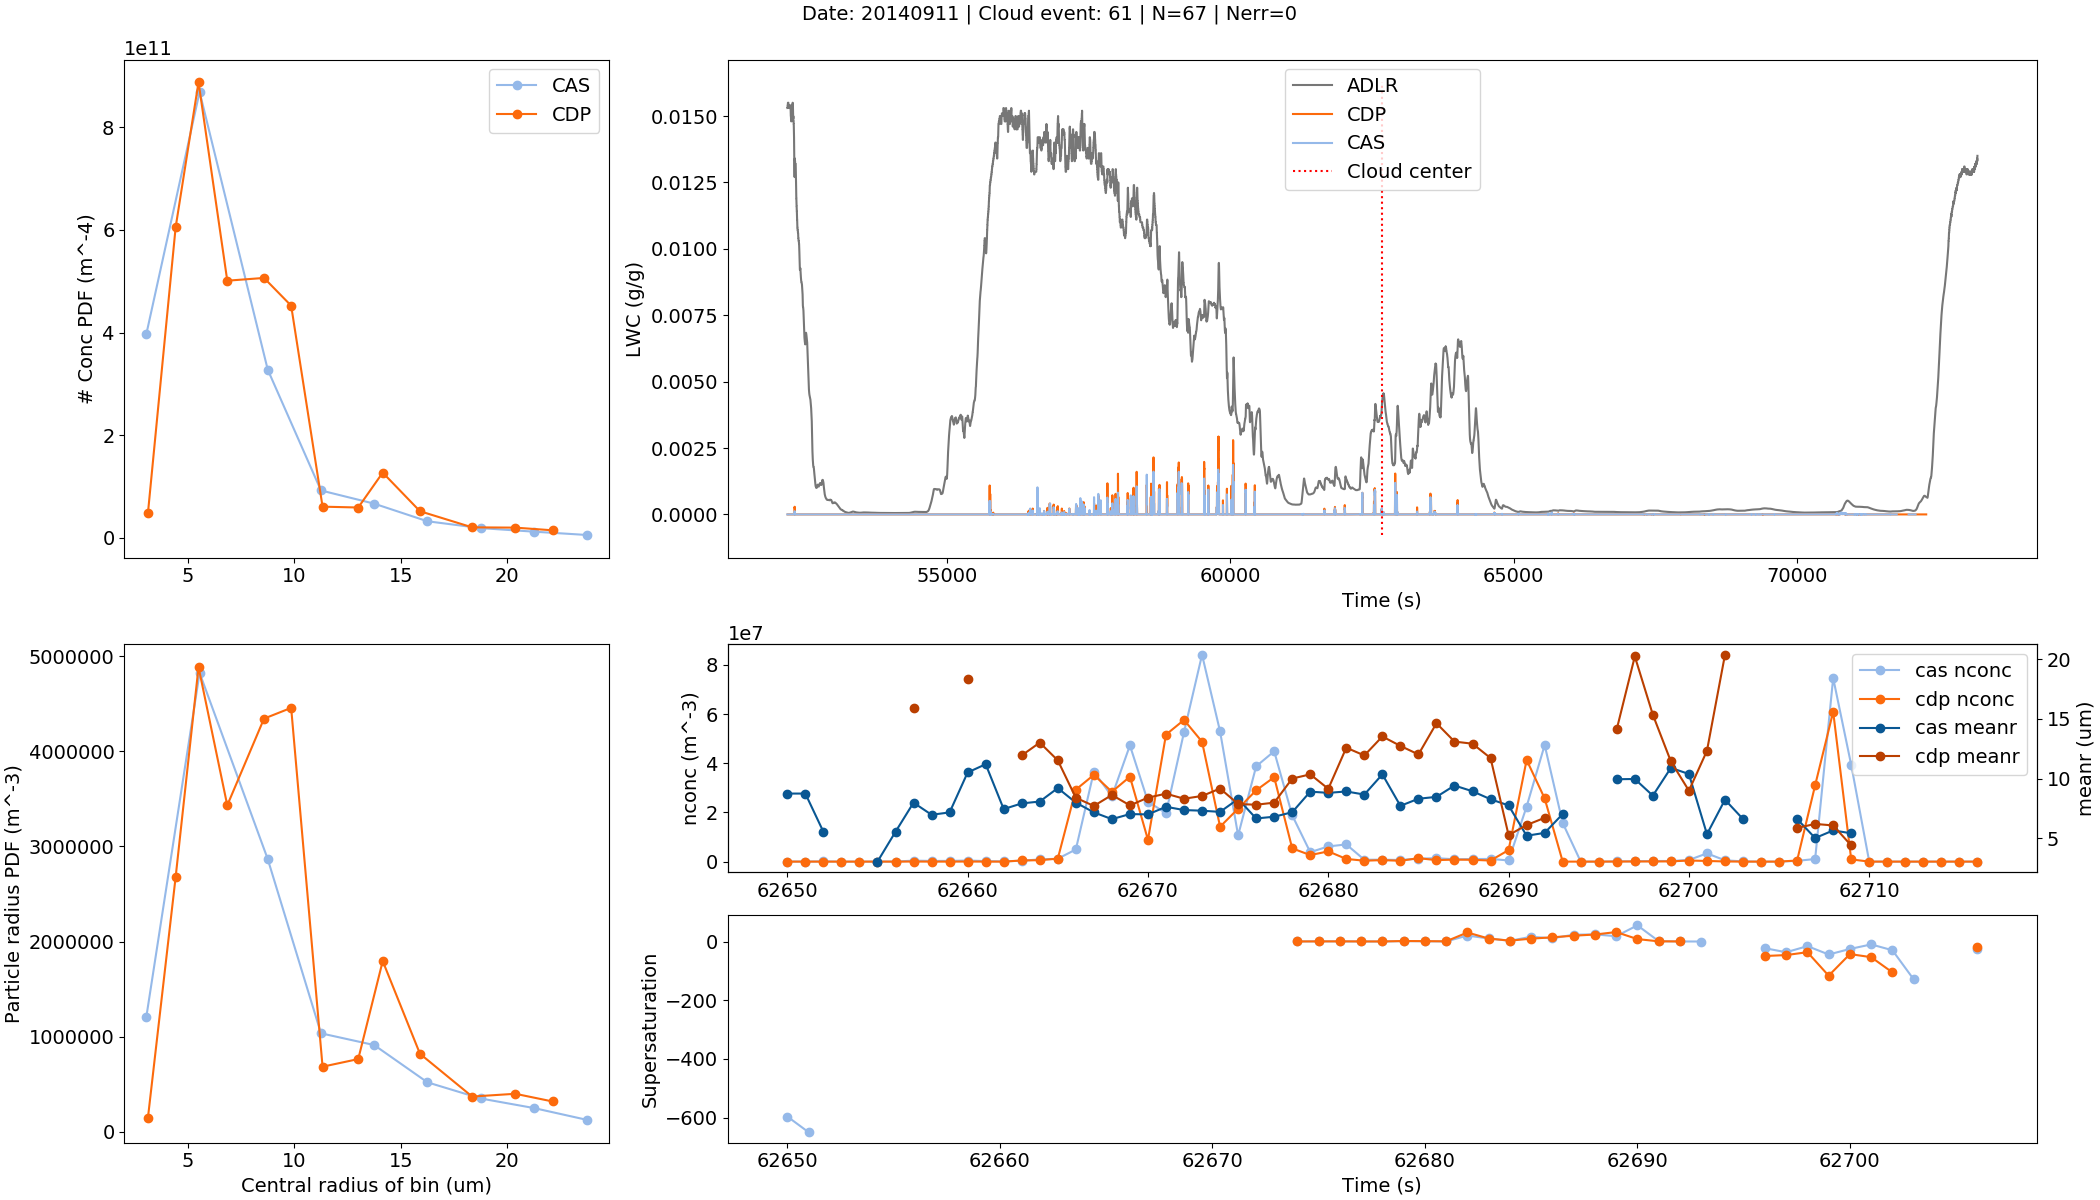 Date: 20140911 | Cloud event: 61 | N=67 | Nerr=0
1e11
# Conc PDF (m^-4)
8
6
4
2
0
5 10 15 20
CAS
CDP
LWC (g/g)
0.0150
0.0125
0.0100
0.0075
0.0050
0.0025
0.0000
55000 60000 65000 70000
Time (s)
ADLR
CDP
CAS
Cloud center
Particle radius PDF (m^-3)
5000000
4000000
3000000
2000000
1000000
0
5 10 15 20
Central radius of bin (um)
1e7
nconc (m^-3)
8
6
4
2
0
62650 62660 62670 62680 62690 62700 62710
20
15
10
5
meanr (um)
cas nconc
cdp nconc
cas meanr
cdp meanr
Supersaturation
0
−200
−400
−600
62650 62660 62670 62680 62690 62700
Time (s)